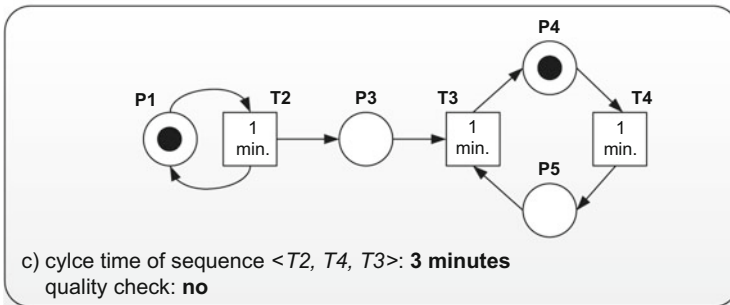 P4
P1 T2 P3 T3 T4
1 1 1
min. min. min.
P5
c) cylce time of sequence <T2, T4, T3>: 3 minutes
quality check: no